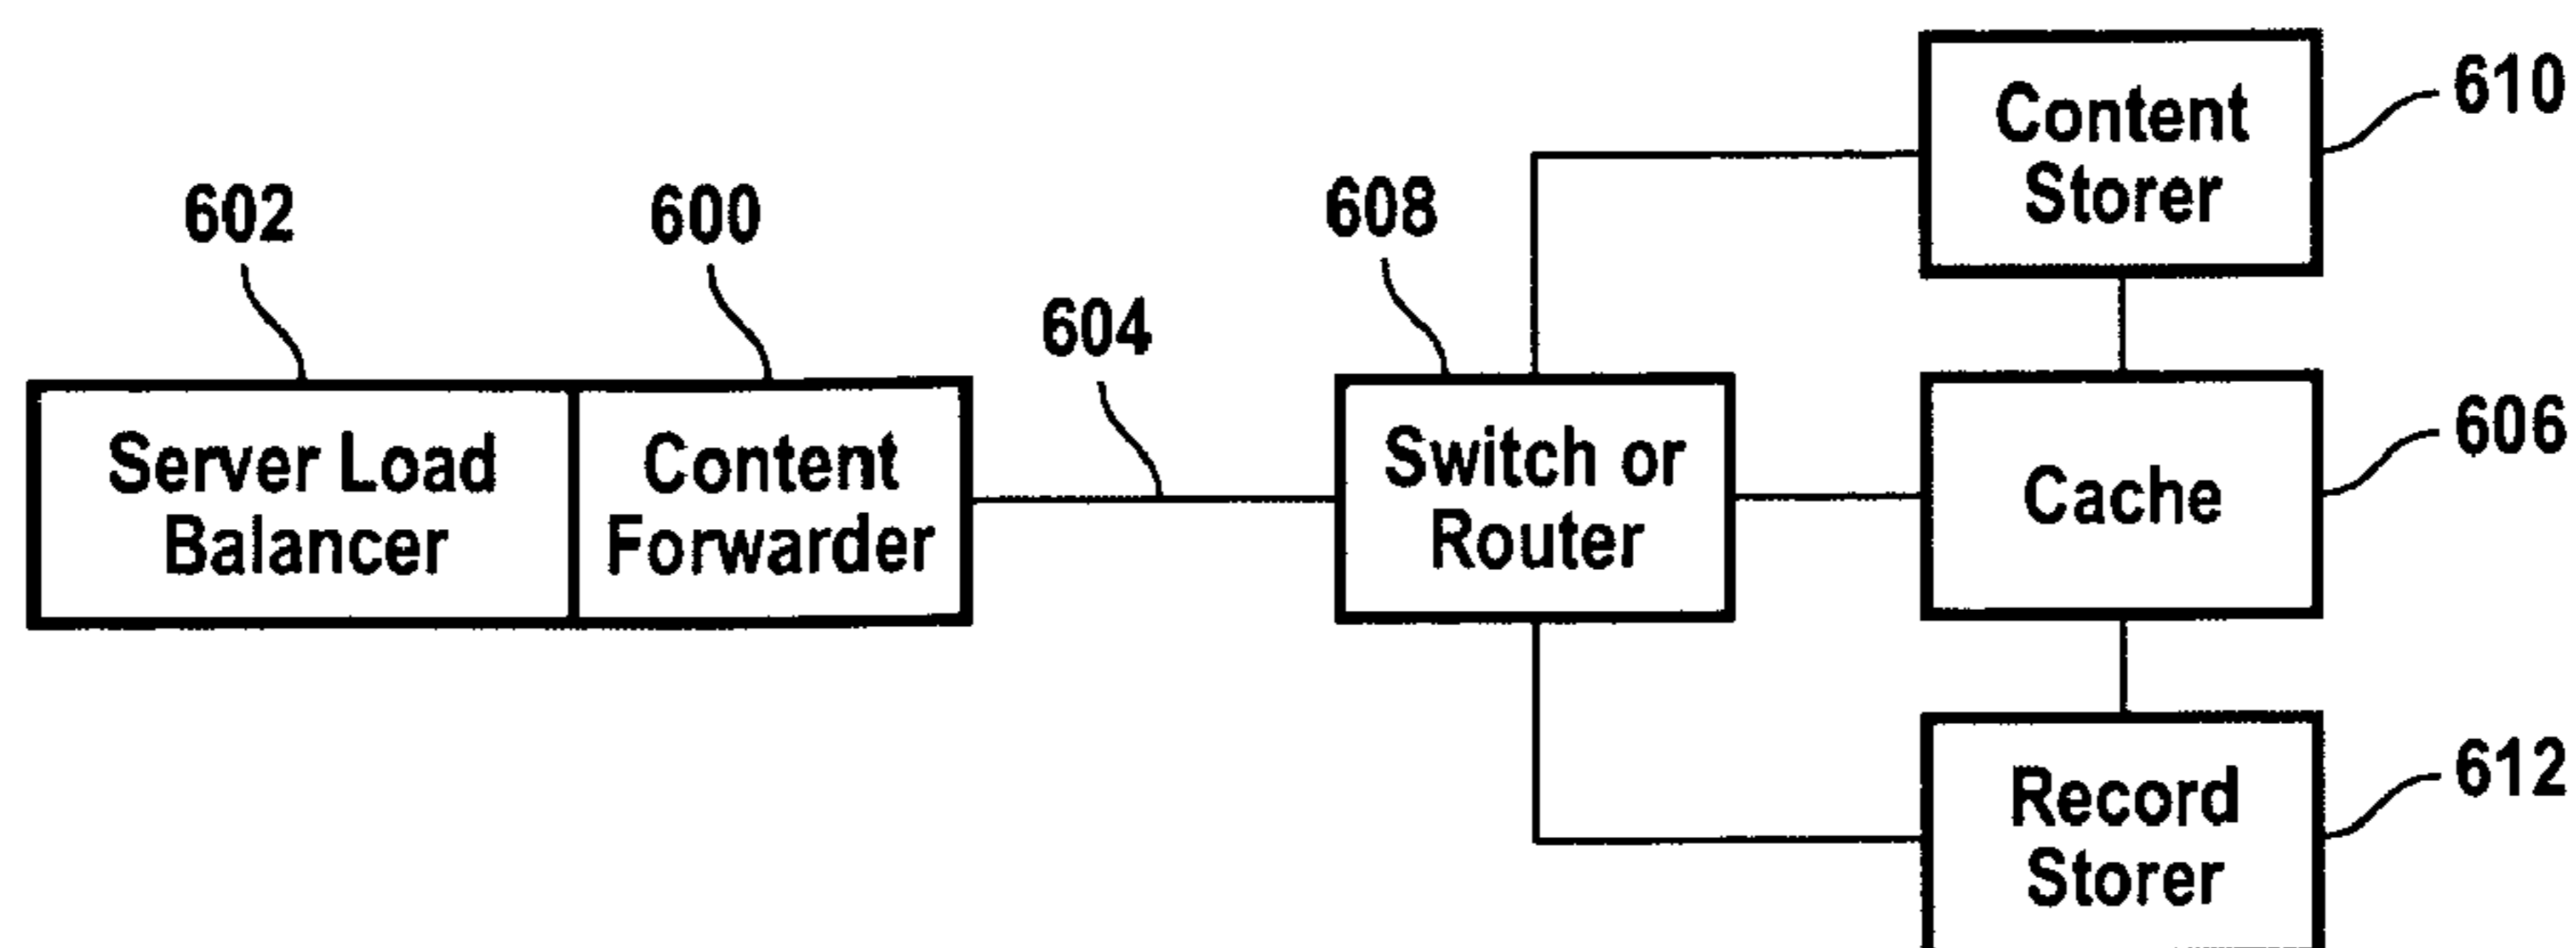 602
Server Load
Balancer
600
Content
Forwarder
604
608
Switch or
Router
Content
Storer
610
Cache
606
Record
Storer
612